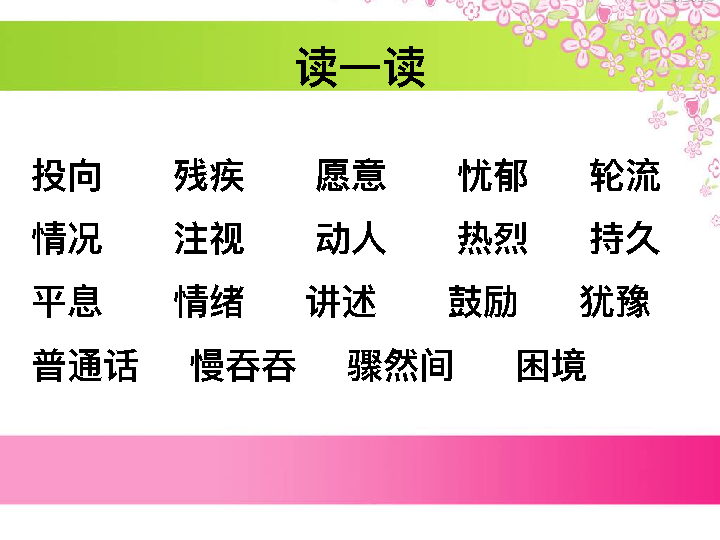 读一读
投向 残疾 愿意 忧郁 轮流
情况 注视 动人 热烈 持久
平息 情绪 讲述 鼓励 犹豫
普通话 慢吞吞 骤然间 困境